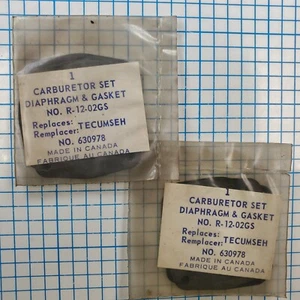 1
CARBURETOR SET
DIAPHRAGM & GASKET
NO. R-12-02GS
Replaces:
Remplacer: TECUMSEH
NO. 630978
MADE IN CANADA
FABRIQUE AU CANADA
1
CARBURETOR SET
DIAPHRAGM & GASKET
NO. R-12-02GS
Replaces:
Remplacer: TECUMSEH
NO. 630978
MADE IN CANADA
FABRIQUE AU CANADA